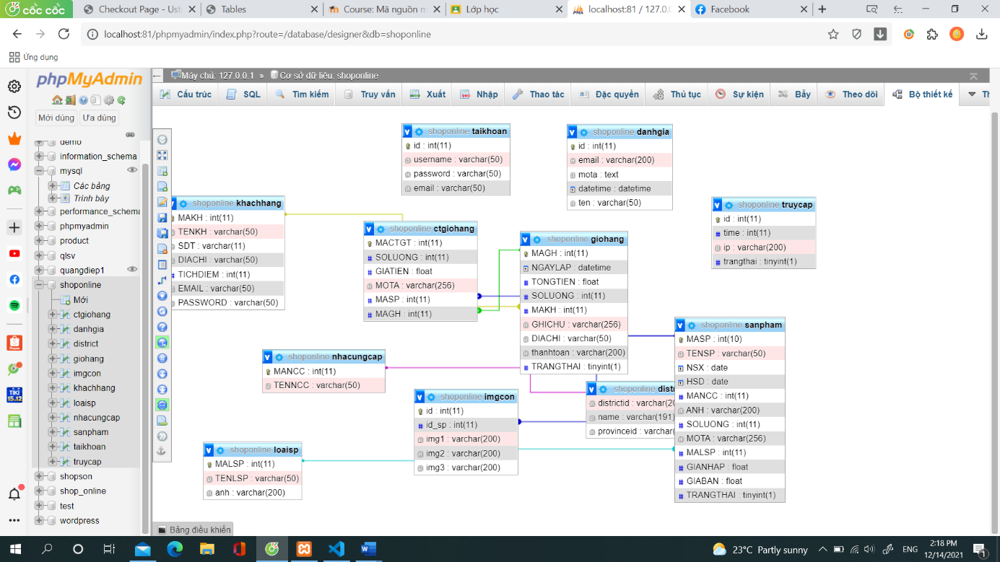 cốc cốc
Checkout Page - Ust
Tables
Course: Mã nguồn m
Lớp học
localhost:81 / 127.0.0
Facebook
localhost:81/phpmyadmin/index.php?route=/database/designer&db=shoponline
Ứng dụng
phpMyAdmin
Mới dùng
Ưa dùng
demo
information_schema
mysql
Các bảng
Trình bày
performance_schema
phpmyadmin
product
qlsv
quangdiep1
shoponline
Mới
ctgiohang
danhgia
district
giohang
imgcon
khachhang
loaisp
nhacungcap
sanpham
taikhoan
truycap
shopson
shop_online
test
wordpress
Máy chủ: 127.0.0.1 » Cơ sở dữ liệu: shoponline
Cấu trúc
SQL
Tìm kiếm
Truy vấn
Xuất
Nhập
Thao tác
Đặc quyền
Thủ tục
Sự kiện
Bẫy
Theo dõi
Bộ thiết kế
Th
shoponline taikhoan
id : int(11)
username : varchar(50)
password : varchar(50)
email : varchar(50)
shoponline danhgia
id : int(11)
email : varchar(200)
mota : text
datetime : datetime
ten : varchar(50)
shoponline khachhang
MAKH : int(11)
TENKH : varchar(50)
SDT : varchar(11)
DIACHI : varchar(50)
TICHDIEM : int(11)
EMAIL : varchar(50)
PASSWORD : varchar(50)
shoponline truycap
id : int(11)
time : int(11)
ip : varchar(200)
trangthai : tinyint(1)
shoponline ctgiohang
MACTGT : int(11)
SOLUONG : int(11)
GIATIEN : float
MOTA : varchar(256)
MASP : int(11)
MAGH : int(11)
shoponline giohang
MAGH : int(11)
NGAYLAP : datetime
TONGTIEN : float
SOLUONG : int(11)
MAKH : int(11)
GHICHU : varchar(256)
DIACHI : varchar(50)
thanhtoan : varchar(200)
TRANGTHAI : tinyint(1)
shoponline sanpham
MASP : int(10)
TENSP : varchar(50)
NSX : date
HSD : date
MANCC : int(11)
ANH : varchar(200)
SOLUONG : int(11)
MOTA : varchar(256)
MALSP : int(11)
GIANHAP : float
GIABAN : float
TRANGTHAI : tinyint(1)
shoponline nhacungcap
MANCC : int(11)
TENNCC : varchar(50)
shoponline imgcon
id : int(11)
id_sp : int(11)
img1 : varchar(200)
img2 : varchar(200)
img3 : varchar(200)
shoponline distr
districtid : varchar(20
name : varchar(191)
provinceid : varchar(
shoponline loaisp
MALSP : int(11)
TENLSP : varchar(50)
anh : varchar(200)
Bảng điều khiển
23°C Partly sunny
ENG
2:18 PM
12/14/2021
1